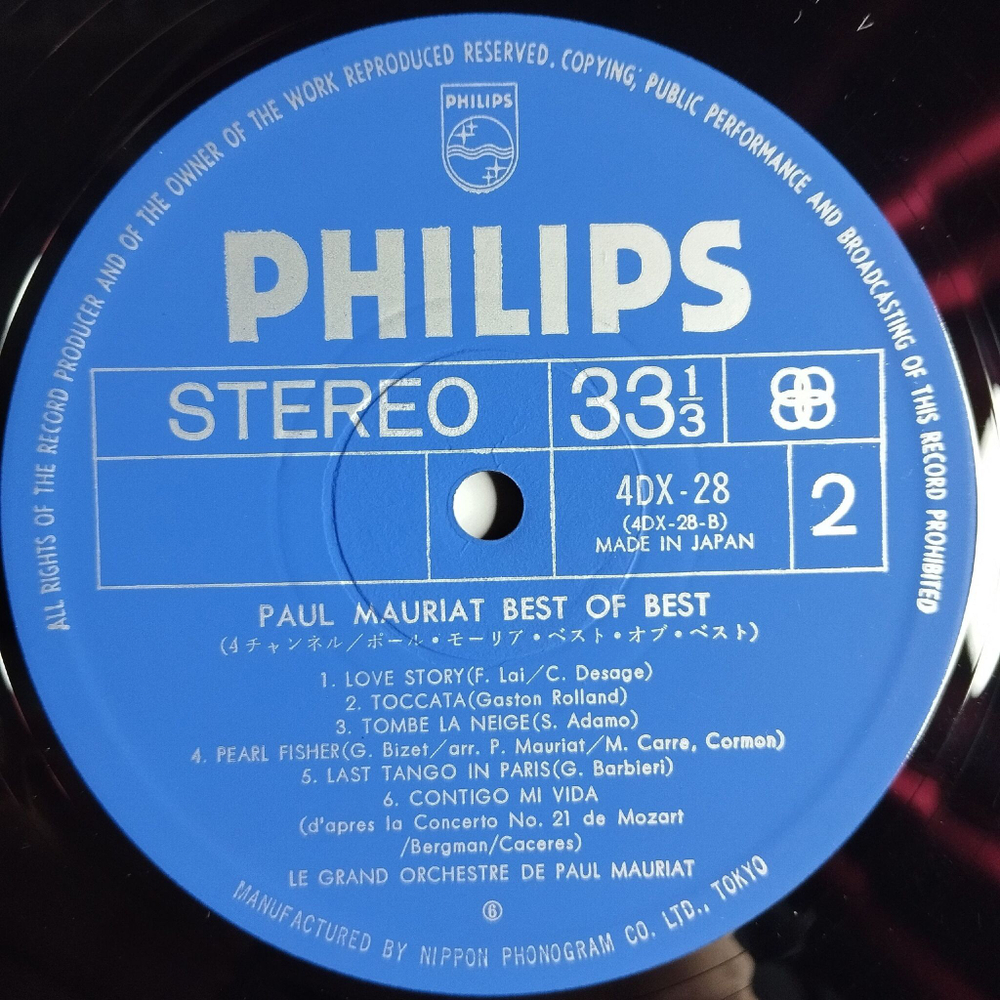 ALL RIGHTS OF THE RECORD PRODUCER AND OF THE OWNER OF THE WORK REPRODUCED RESERVED. COPYING, PUBLIC PERFORMANCE AND BROADCASTING OF THIS RECORD PROHIBITED
PHILIPS
PHILIPS
STEREO
33 1/3
4DX-28
(4DX-28-B)
MADE IN JAPAN
2
PAUL MAURIAT BEST OF BEST
(4チャンネル/ポール・モーリア・ベスト・オブ・ベスト)
1. LOVE STORY(F. Lai/C. Desage)
2. TOCCATA(Gaston Rolland)
3. TOMBE LA NEIGE(S. Adamo)
4. PEARL FISHER(G. Bizet/arr. P. Mauriat/M. Carre, Cormon)
5. LAST TANGO IN PARIS(G. Barbieri)
6. CONTIGO MI VIDA
(d'apres la Concerto No. 21 de Mozart
/Bergman/Caceres)
LE GRAND ORCHESTRE DE PAUL MAURIAT
⑥
MANUFACTURED BY NIPPON PHONOGRAM CO. LTD., TOKYO